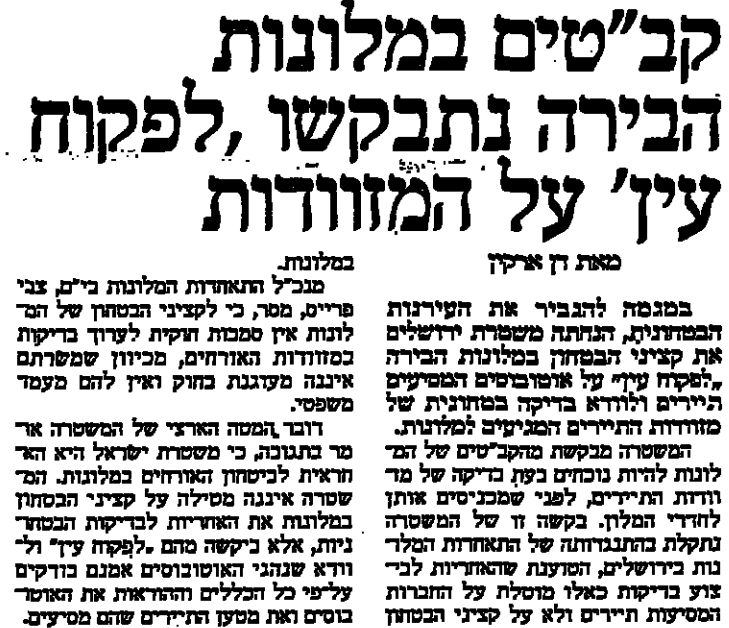 קב"טים במלונות
הבירה נתבקשו ,לפקוח
עין' על המזוודות
מאת דן ארקין
במגמה להגביר את העירנות
הבטחונית, הנחתה משטרת ירושלים
את קציני הבטחון במלונות הבירה
„לפקוח עין" על אוטובוסים המסיעים
תיירים ולוודא בדיקה בטחונית של
מזוודות התיירים המגיעים למלונות.
המשטרה מבקשת מהקב"טים של המ־
לונות להיות נוכחים בעת בדיקה של מז־
וודות התיירים, לפני שמכניסים אותן
לחדרי המלון. בקשה זו של המשטרה
נתקלת בהתנגדותה של התאחדות המלו־
נות בירושלים, הטוענת שהאחריות לבי־
צוע בדיקות כאלו מוטלת על החברות
המסיעות תיירים ולא על קציני הבטחון
במלונות.
מנכ"ל התאחדות המלונות בי־ם, צבי
פרייס, מסר, כי לקציני הבטחון של המ־
לונות אין סמכות חוקית לערוך בדיקות
במזוודות האורחים, מכיוון שמשרתם
איננה מעוגנת בחוק ואין להם מעמד
משפטי.
דובר המטה הארצי של המשטרה או־
מר בתגובה, כי משטרת ישראל היא הא־
חראית לביטחון האורחים במלונות. המ־
שטרה איננה מטילה על קציני הבטחון
במלונות את האחריות לבדיקות הבטחו־
ניות, אלא ביקשה מהם „לפקוח עין" ול־
וודא שנהגי האוטובוסים אמנם בודקים
על־פי כל הכללים וההוראות את האוטו־
בוסים ואת מטען התיירים שהם מסיעים.